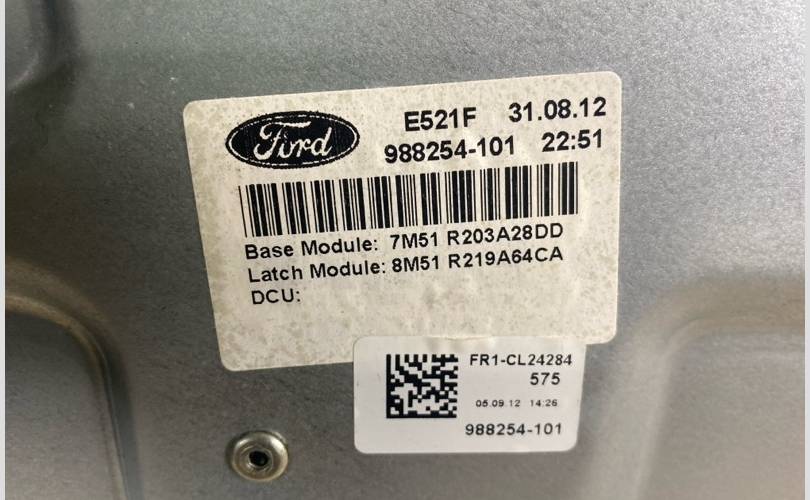 Ford
E521F 31.08.12
988254-101 22:51
Base Module: 7M51 R203A28DD
Latch Module: 8M51 R219A64CA
DCU:
FR1-CL24284
575
05.09.12 14:26
988254-101